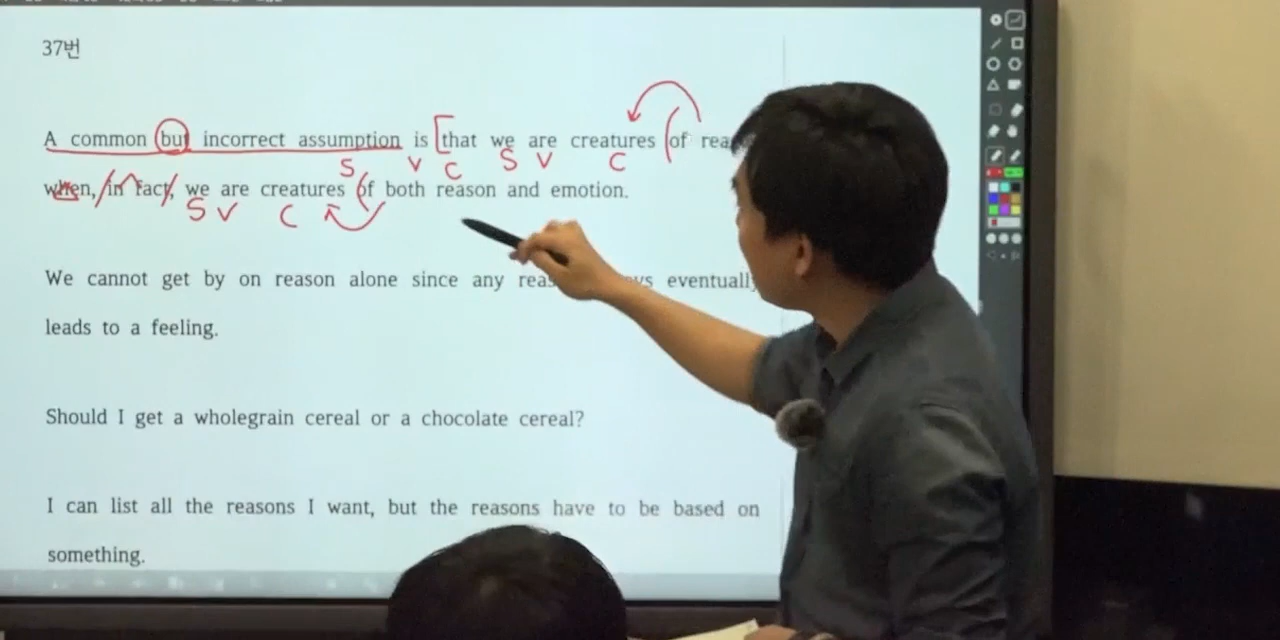 37번
A common but incorrect assumption is that we are creatures of
S V C S V C
when, in fact, we are creatures of both reason and emotion.
S V C
We cannot get by on reason alone since any eventually
leads to a feeling.
Should I get a wholegrain cereal or a chocolate cereal?
I can list all the reasons I want, but the reasons have to be based on
something.